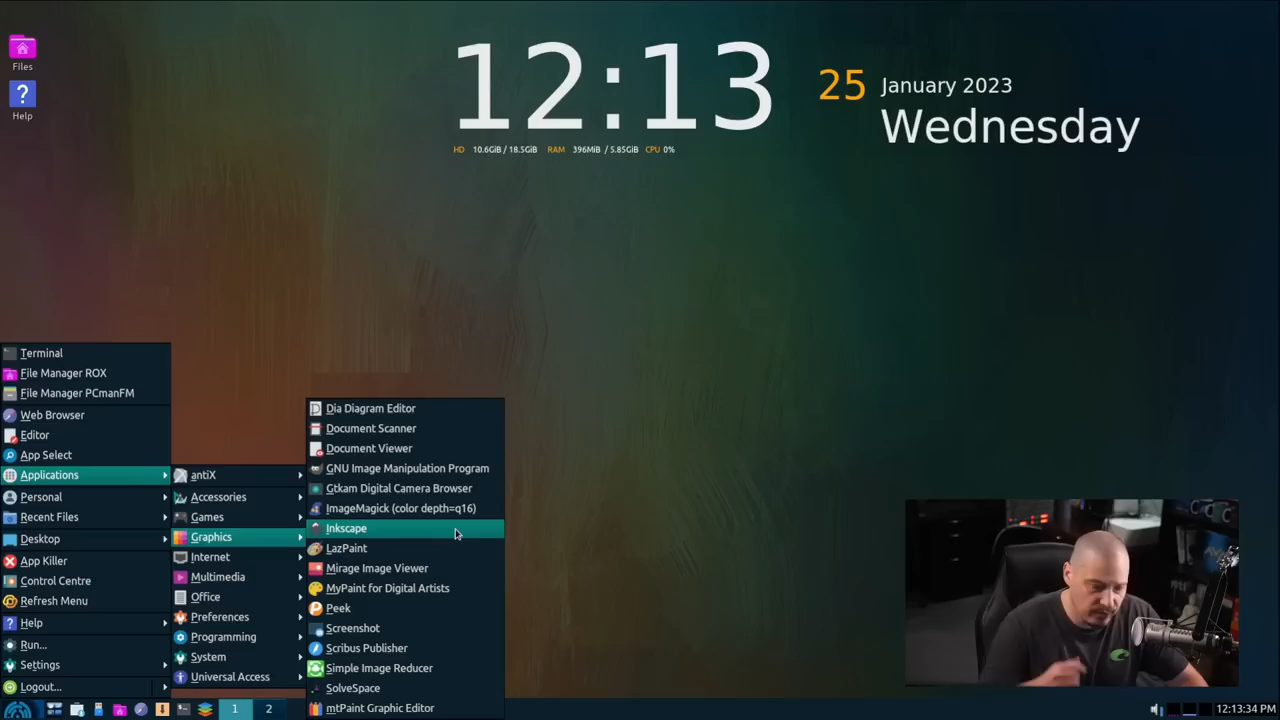 12:13
25
January 2023
Wednesday
HD 10.6GiB / 18.5GiB RAM 396MiB / 5.85GiB CPU 0%
Files
?
Help
Terminal
File Manager ROX
File Manager PCmanFM
Web Browser
Editor
App Select
Applications
Personal
Recent Files
Desktop
App Killer
Control Centre
Refresh Menu
Help
Run...
Settings
Logout...
antiX
Accessories
Games
Graphics
Internet
Multimedia
Office
Preferences
Programming
System
Universal Access
Dia Diagram Editor
Document Scanner
Document Viewer
GNU Image Manipulation Program
Gtkam Digital Camera Browser
ImageMagick (color depth=q16)
Inkscape
LazPaint
Mirage Image Viewer
MyPaint for Digital Artists
Peek
Screenshot
Scribus Publisher
Simple Image Reducer
SolveSpace
mtPaint Graphic Editor
1
2
12:13:34 PM